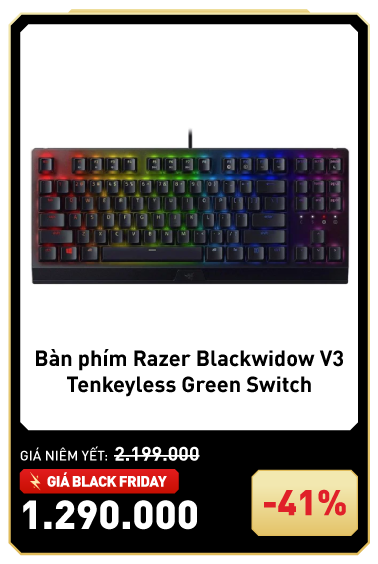 Bàn phím Razer Blackwidow V3
Tenkeyless Green Switch
GIÁ NIÊM YẾT: 2.199.000
GIÁ BLACK FRIDAY
1.290.000
-41%